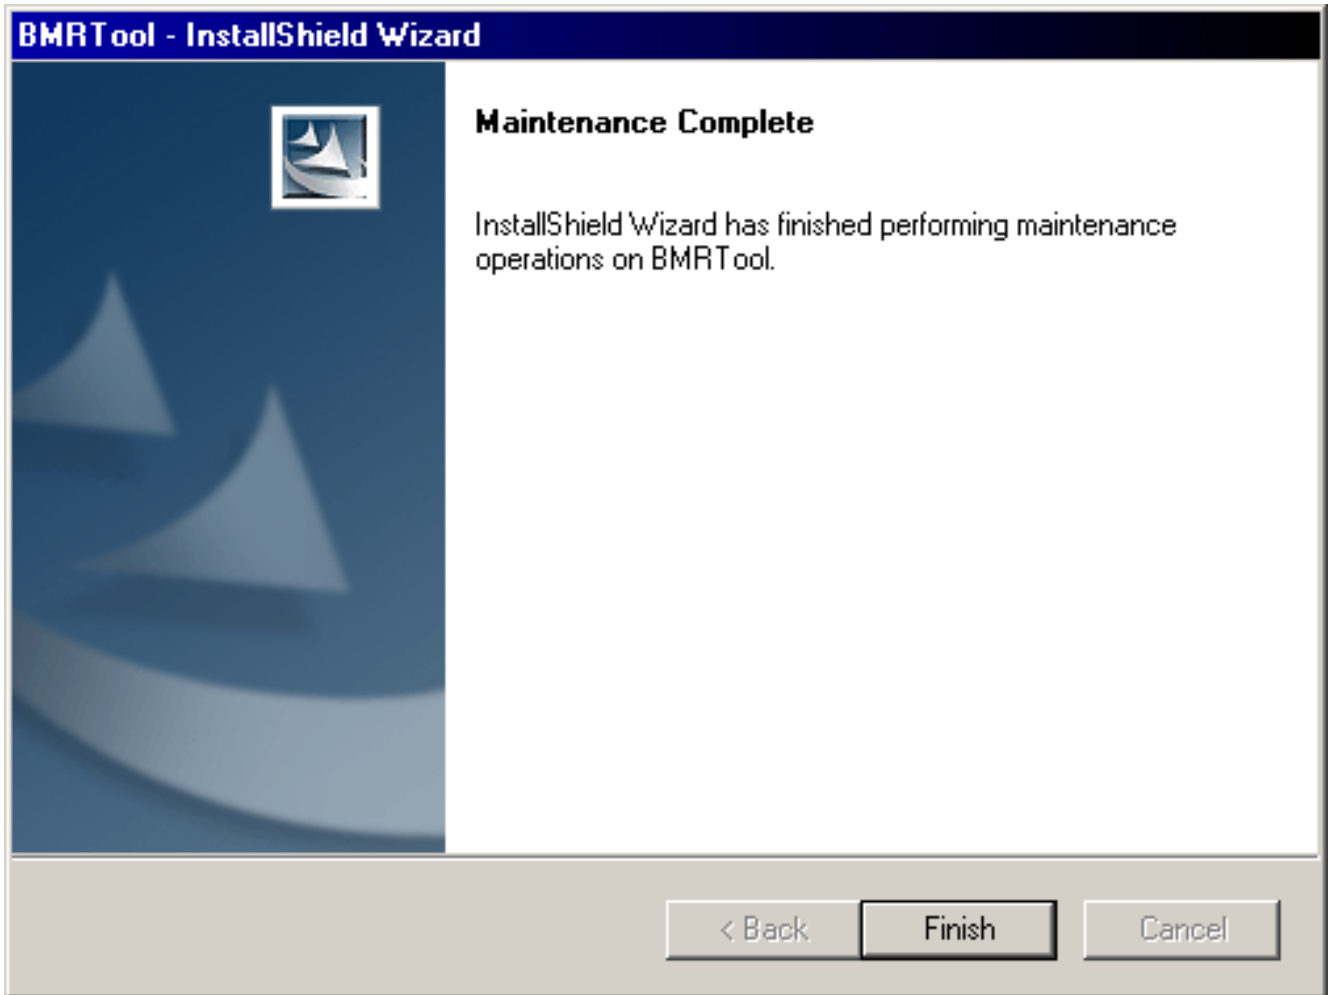 BMRTool - InstallShield Wizard
Maintenance Complete
InstallShield Wizard has finished performing maintenance
operations on BMRTool.
< Back
Finish
Cancel